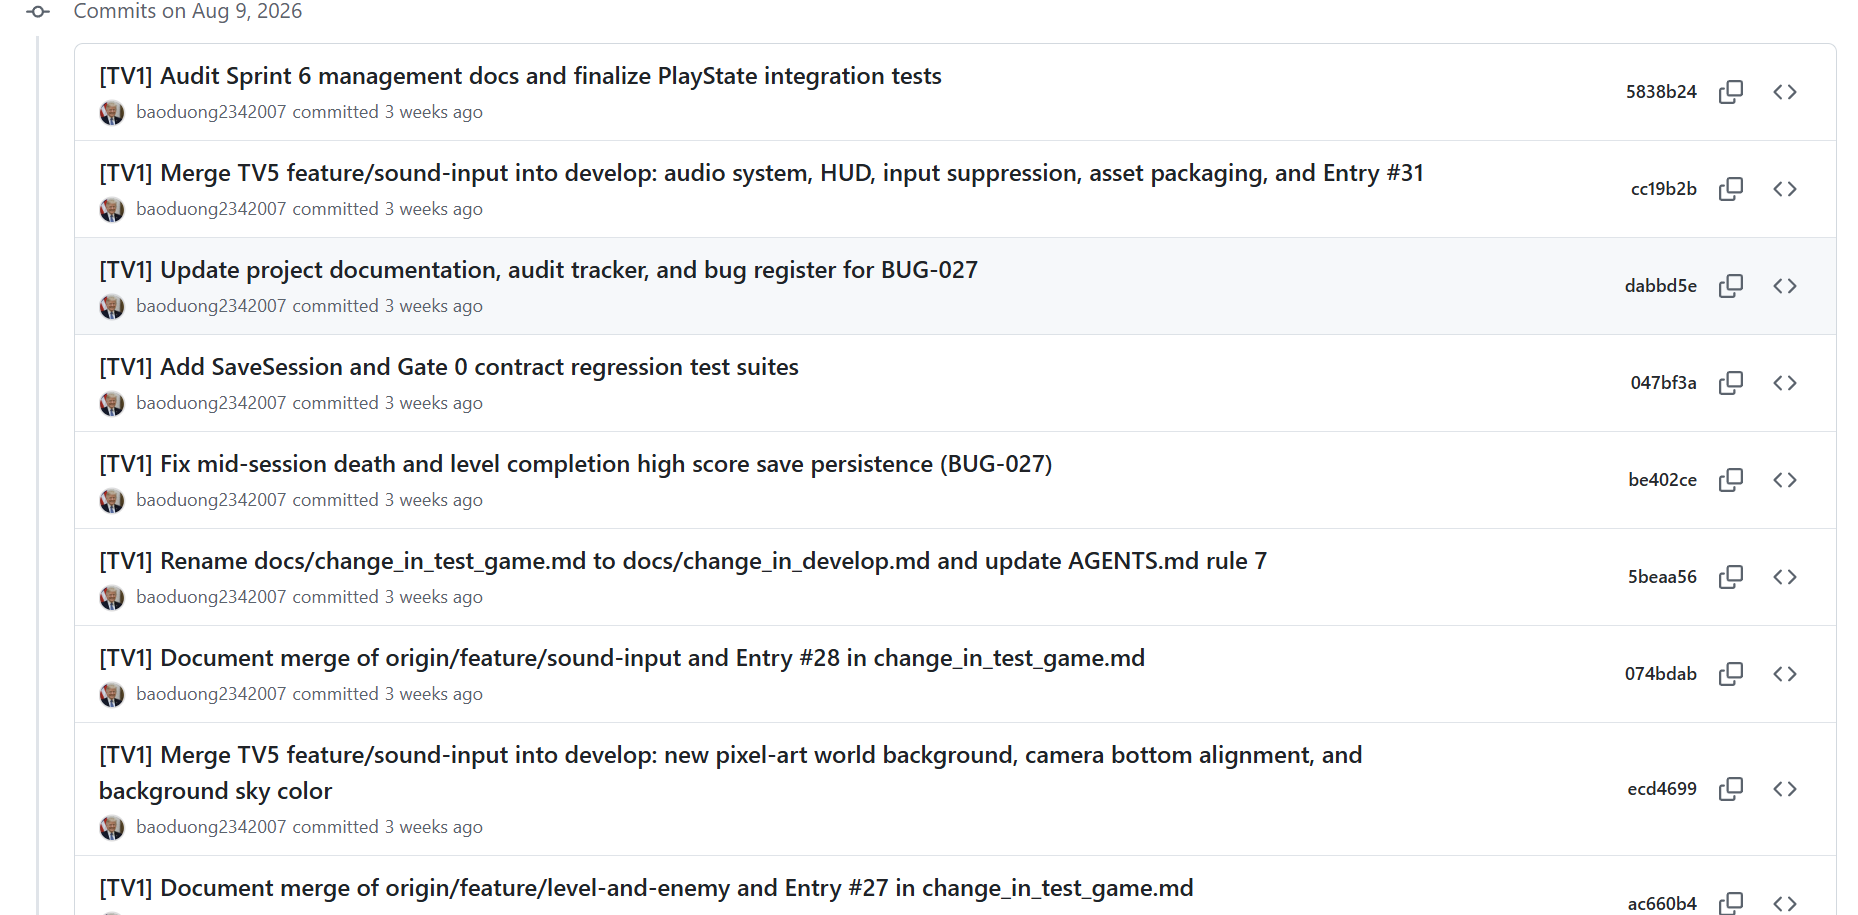 Commits on Aug 9, 2026
[TV1] Audit Sprint 6 management docs and finalize PlayState integration tests
baoduong2342007 committed 3 weeks ago
5838b24
[TV1] Merge TV5 feature/sound-input into develop: audio system, HUD, input suppression, asset packaging, and Entry #31
baoduong2342007 committed 3 weeks ago
cc19b2b
[TV1] Update project documentation, audit tracker, and bug register for BUG-027
baoduong2342007 committed 3 weeks ago
dabbd5e
[TV1] Add SaveSession and Gate 0 contract regression test suites
baoduong2342007 committed 3 weeks ago
047bf3a
[TV1] Fix mid-session death and level completion high score save persistence (BUG-027)
baoduong2342007 committed 3 weeks ago
be402ce
[TV1] Rename docs/change_in_test_game.md to docs/change_in_develop.md and update AGENTS.md rule 7
baoduong2342007 committed 3 weeks ago
5beaa56
[TV1] Document merge of origin/feature/sound-input and Entry #28 in change_in_test_game.md
baoduong2342007 committed 3 weeks ago
074bdab
[TV1] Merge TV5 feature/sound-input into develop: new pixel-art world background, camera bottom alignment, and
background sky color
baoduong2342007 committed 3 weeks ago
ecd4699
[TV1] Document merge of origin/feature/level-and-enemy and Entry #27 in change_in_test_game.md
ac660b4